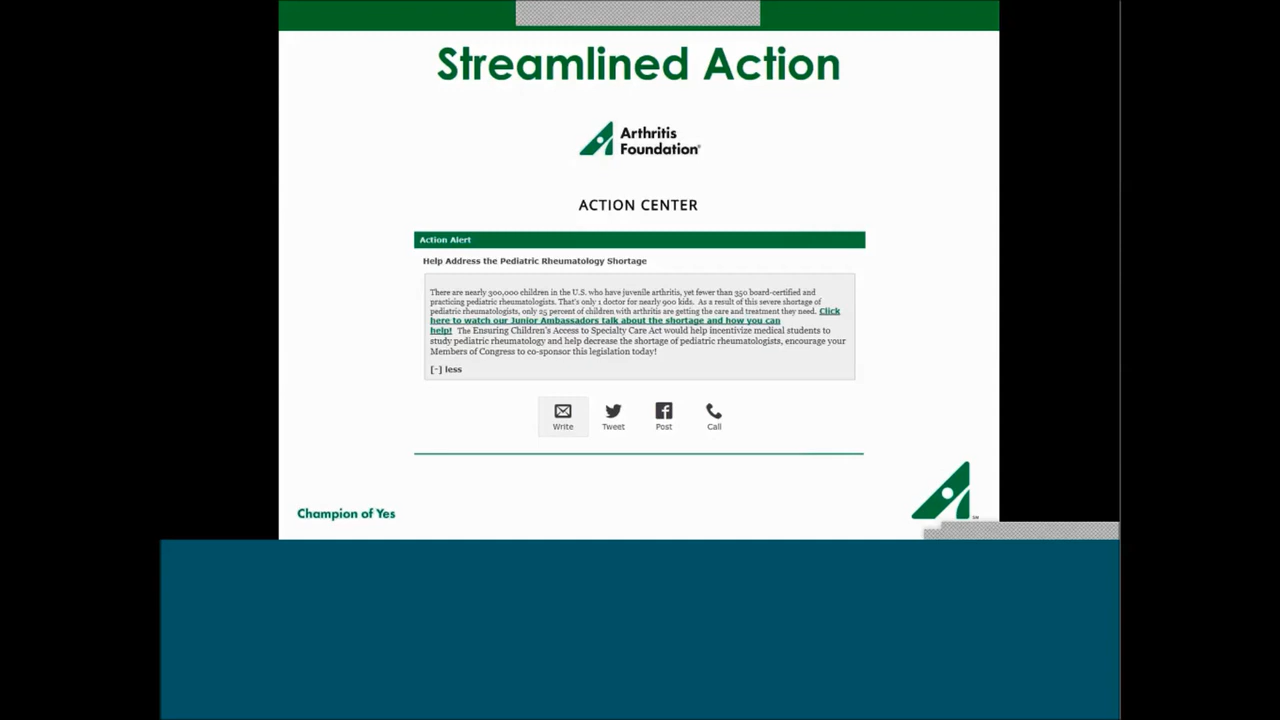 Streamlined Action
Arthritis
Foundation®
ACTION CENTER
Action Alert
Help Address the Pediatric Rheumatology Shortage
There are nearly 300,000 children in the U.S. who have juvenile arthritis, yet fewer than 350 board-certified and
practicing pediatric rheumatologists. That's only 1 doctor for nearly 900 kids. As a result of this severe shortage of
pediatric rheumatologists, only 25 percent of children with arthritis are getting the care and treatment they need. Click
here to watch our Junior Ambassadors talk about the shortage and how you can
help! The Ensuring Children's Access to Specialty Care Act would help incentivize medical students to
study pediatric rheumatology and help decrease the shortage of pediatric rheumatologists, encourage your
Members of Congress to co-sponsor this legislation today!
[-] less
Write Tweet Post Call
Champion of Yes
SM